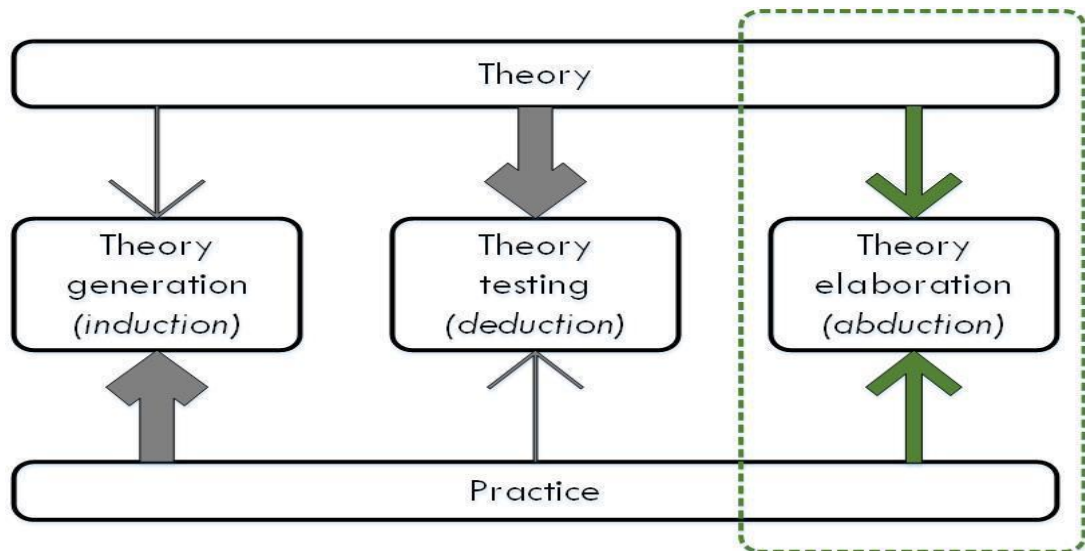 Theory
Theory
generation
(induction)
Theory
testing
(deduction)
Theory
elaboration
(abduction)
Practice